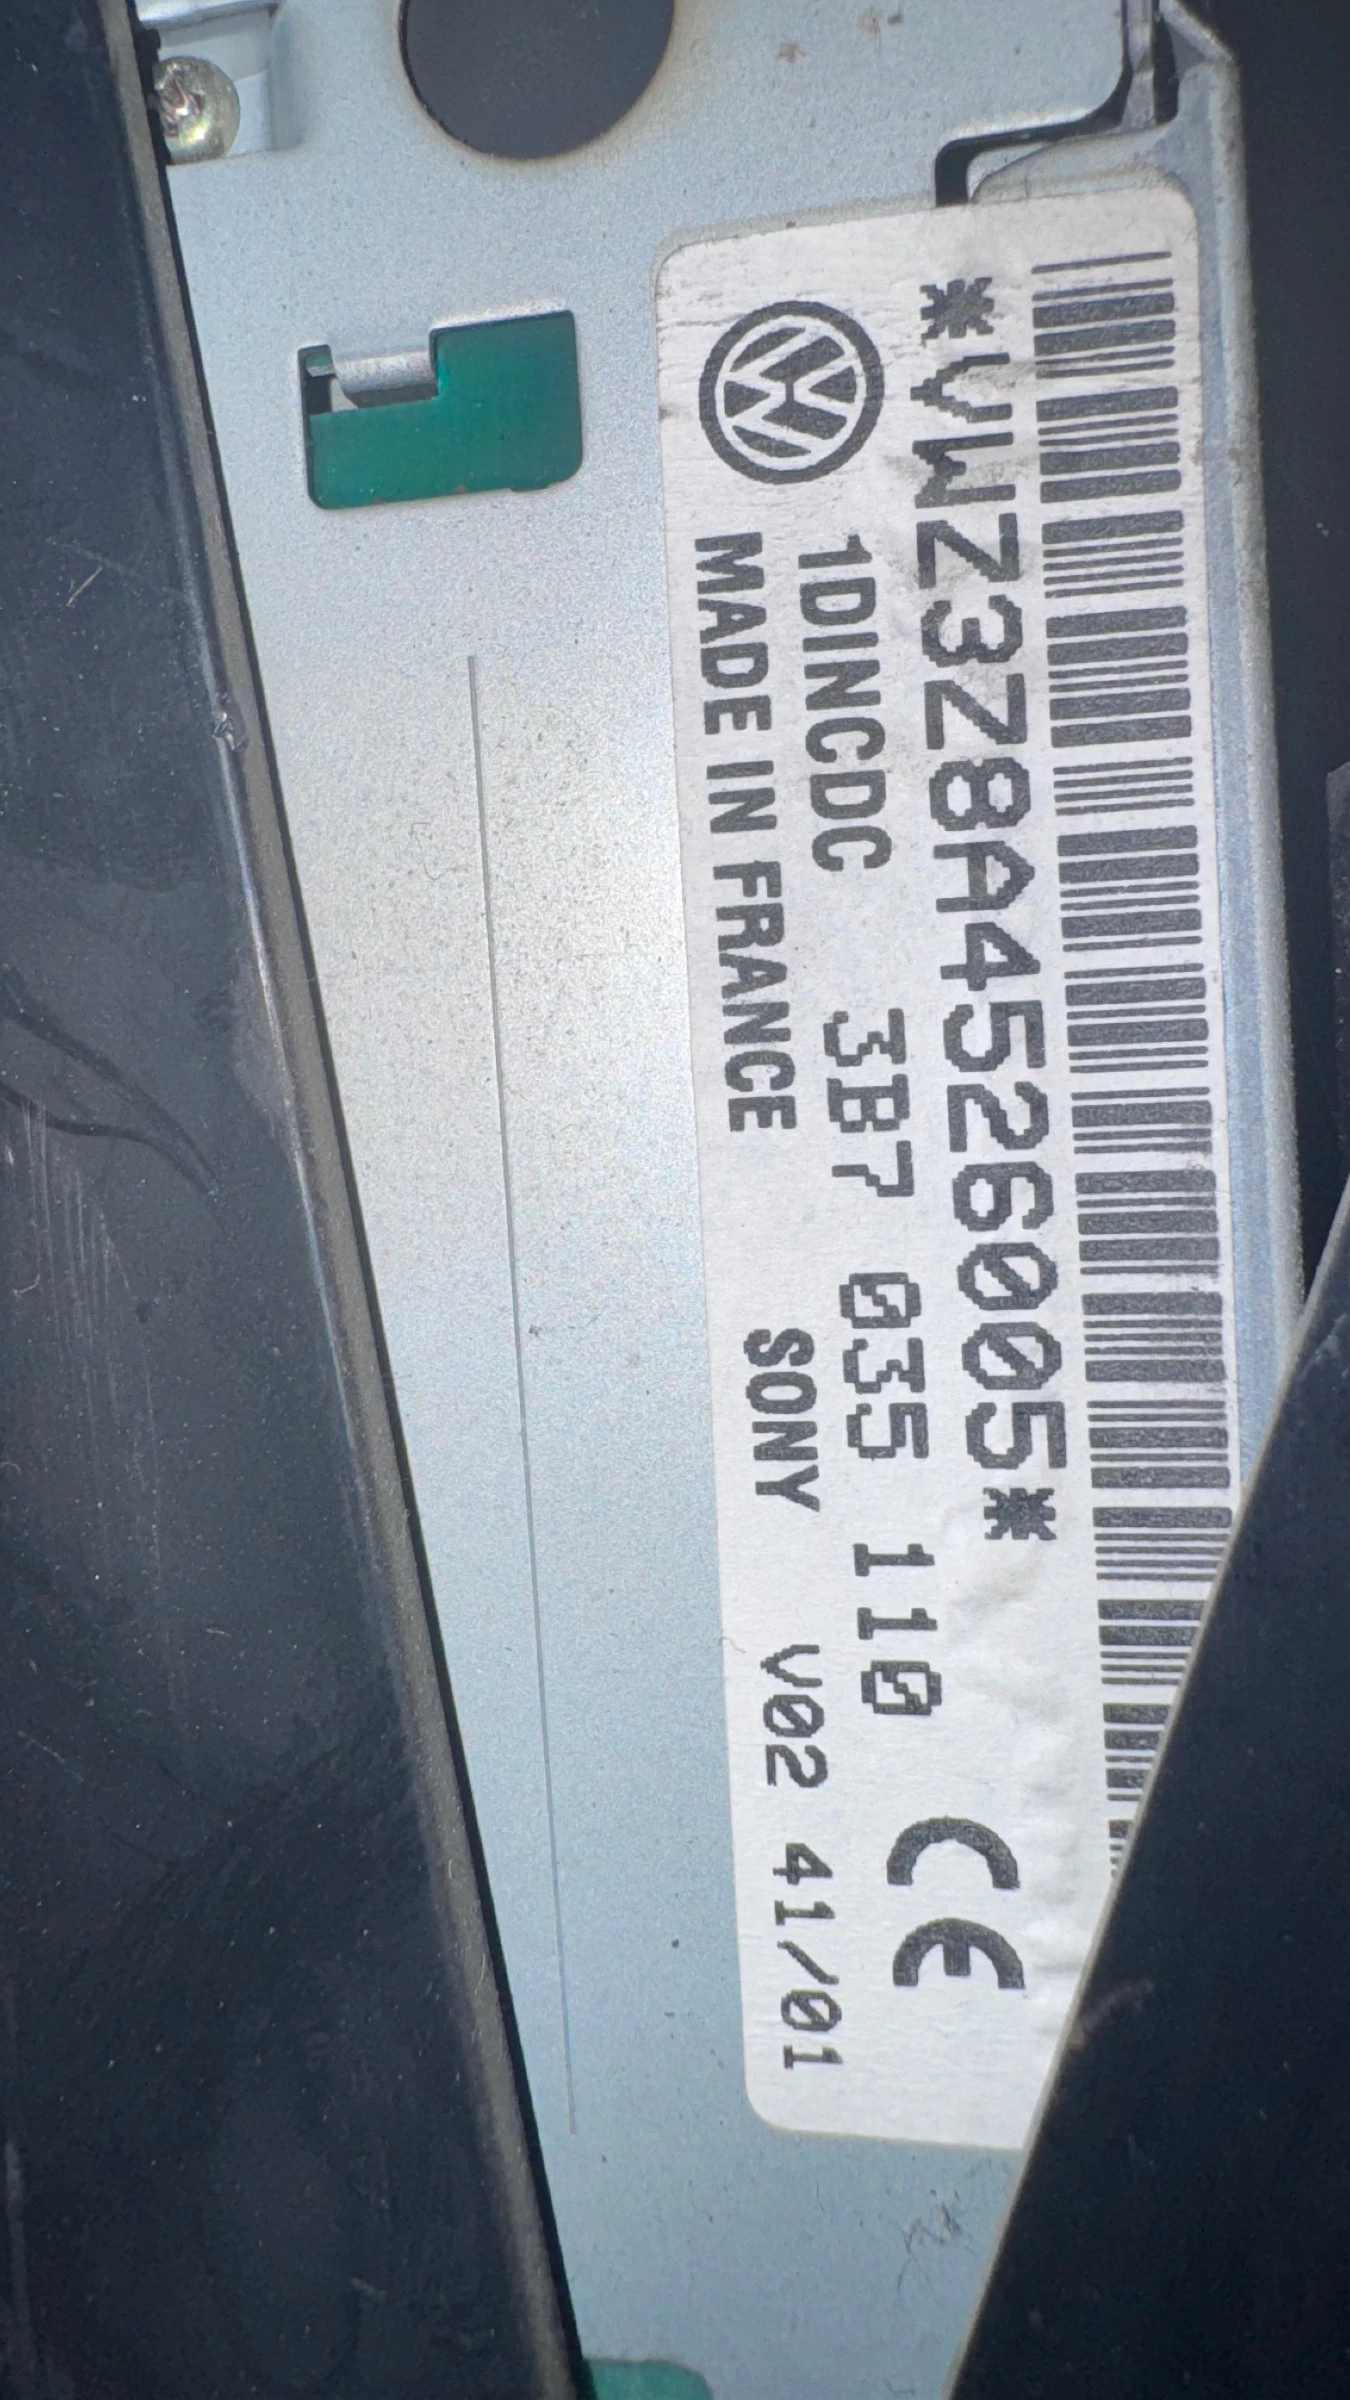 *VWZ3Z8A4526005*
1DINCDC 3B7 035 110 CE
MADE IN FRANCE SONY V02 41/01